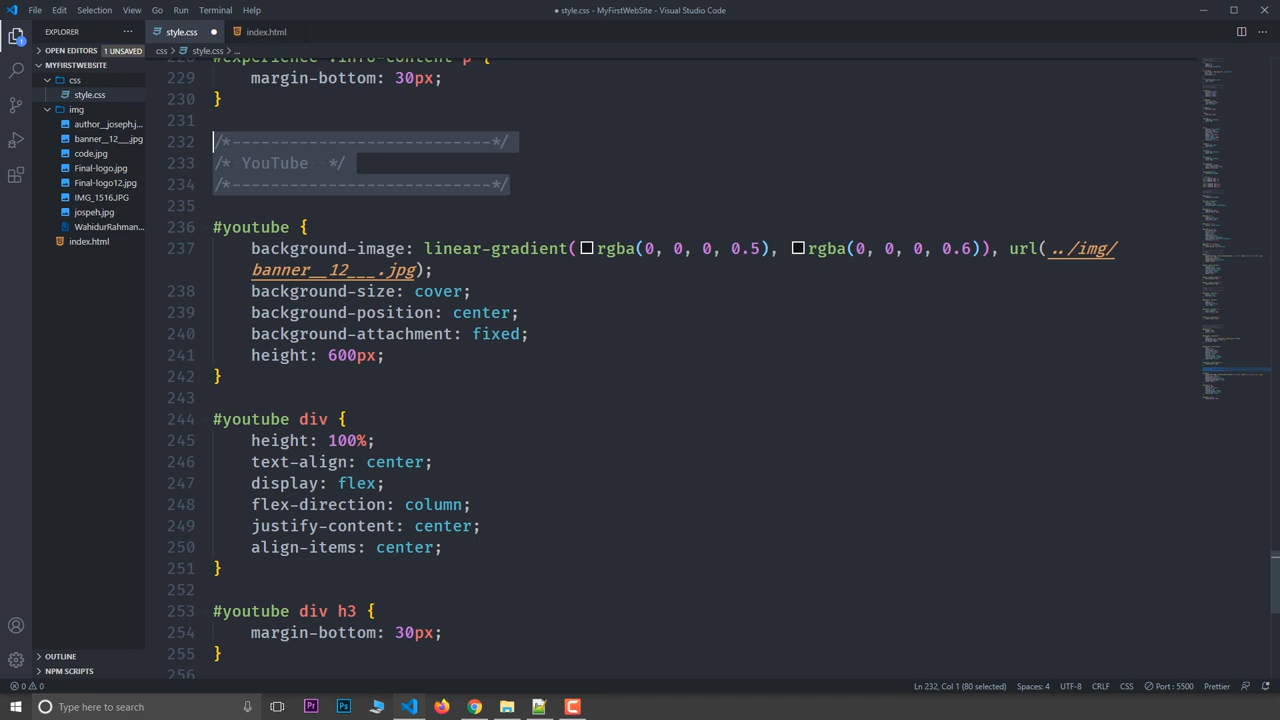 File Edit Selection View Go Run Terminal Help
● style.css - MyFirstWebSite - Visual Studio Code
EXPLORER
style.css
index.html
OPEN EDITORS 1 UNSAVED
css > style.css > ...
MYFIRSTWEBSITE
css
style.css
img
author__joseph.j...
banner__12___.jpg
code.jpg
Final-logo.jpg
Final-logo12.jpg
IMG_1516.JPG
jospeh.jpg
WahidurRahman...
index.html
OUTLINE
NPM SCRIPTS
1
228 #experience .info-content p {
229 margin-bottom: 30px;
230 }
231
232 /*---------------------------*/
233 /* YouTube */
234 /*---------------------------*/
235
236 #youtube {
237 background-image: linear-gradient(rgba(0, 0, 0, 0.5), rgba(0, 0, 0, 0.6)), url(../img/
banner__12___.jpg);
238 background-size: cover;
239 background-position: center;
240 background-attachment: fixed;
241 height: 600px;
242 }
243
244 #youtube div {
245 height: 100%;
246 text-align: center;
247 display: flex;
248 flex-direction: column;
249 justify-content: center;
250 align-items: center;
251 }
252
253 #youtube div h3 {
254 margin-bottom: 30px;
255 }
256
0 0
Ln 232, Col 1 (80 selected) Spaces: 4 UTF-8 CRLF CSS Port : 5500 Prettier
Type here to search
Pr
Ps